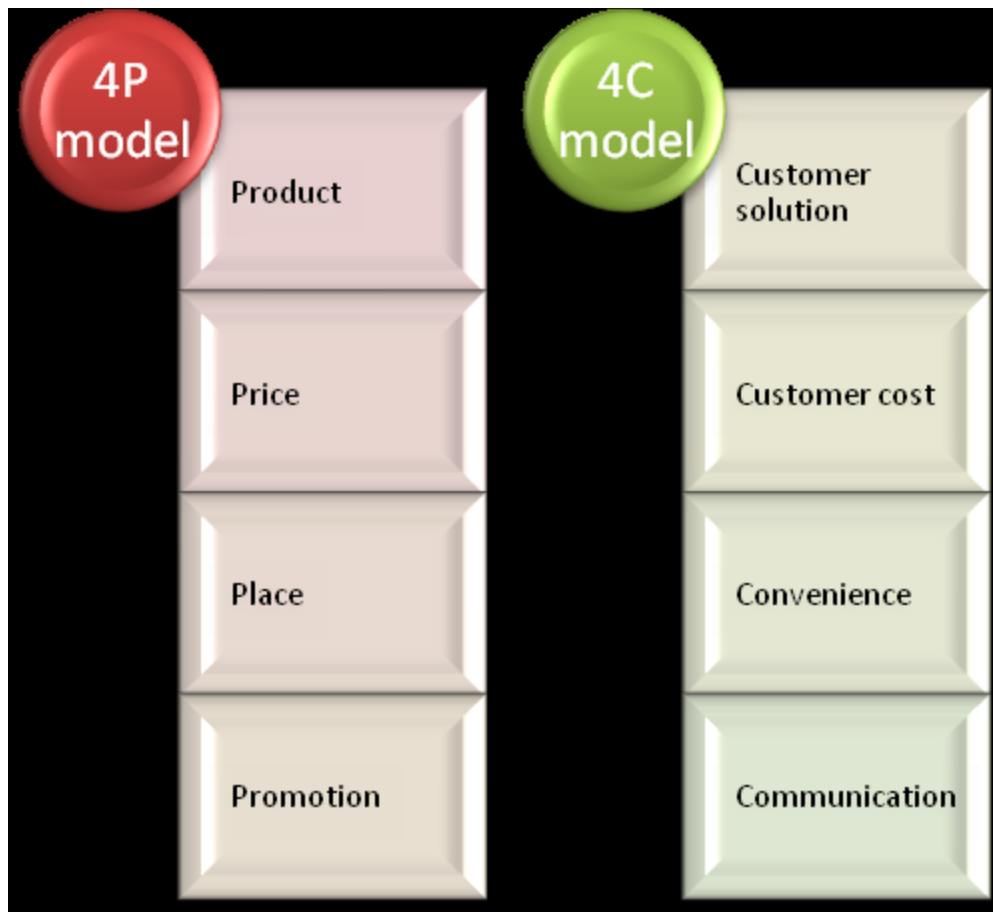 4P
model
Product
Price
Place
Promotion
4C
model
Customer
solution
Customer cost
Convenience
Communication